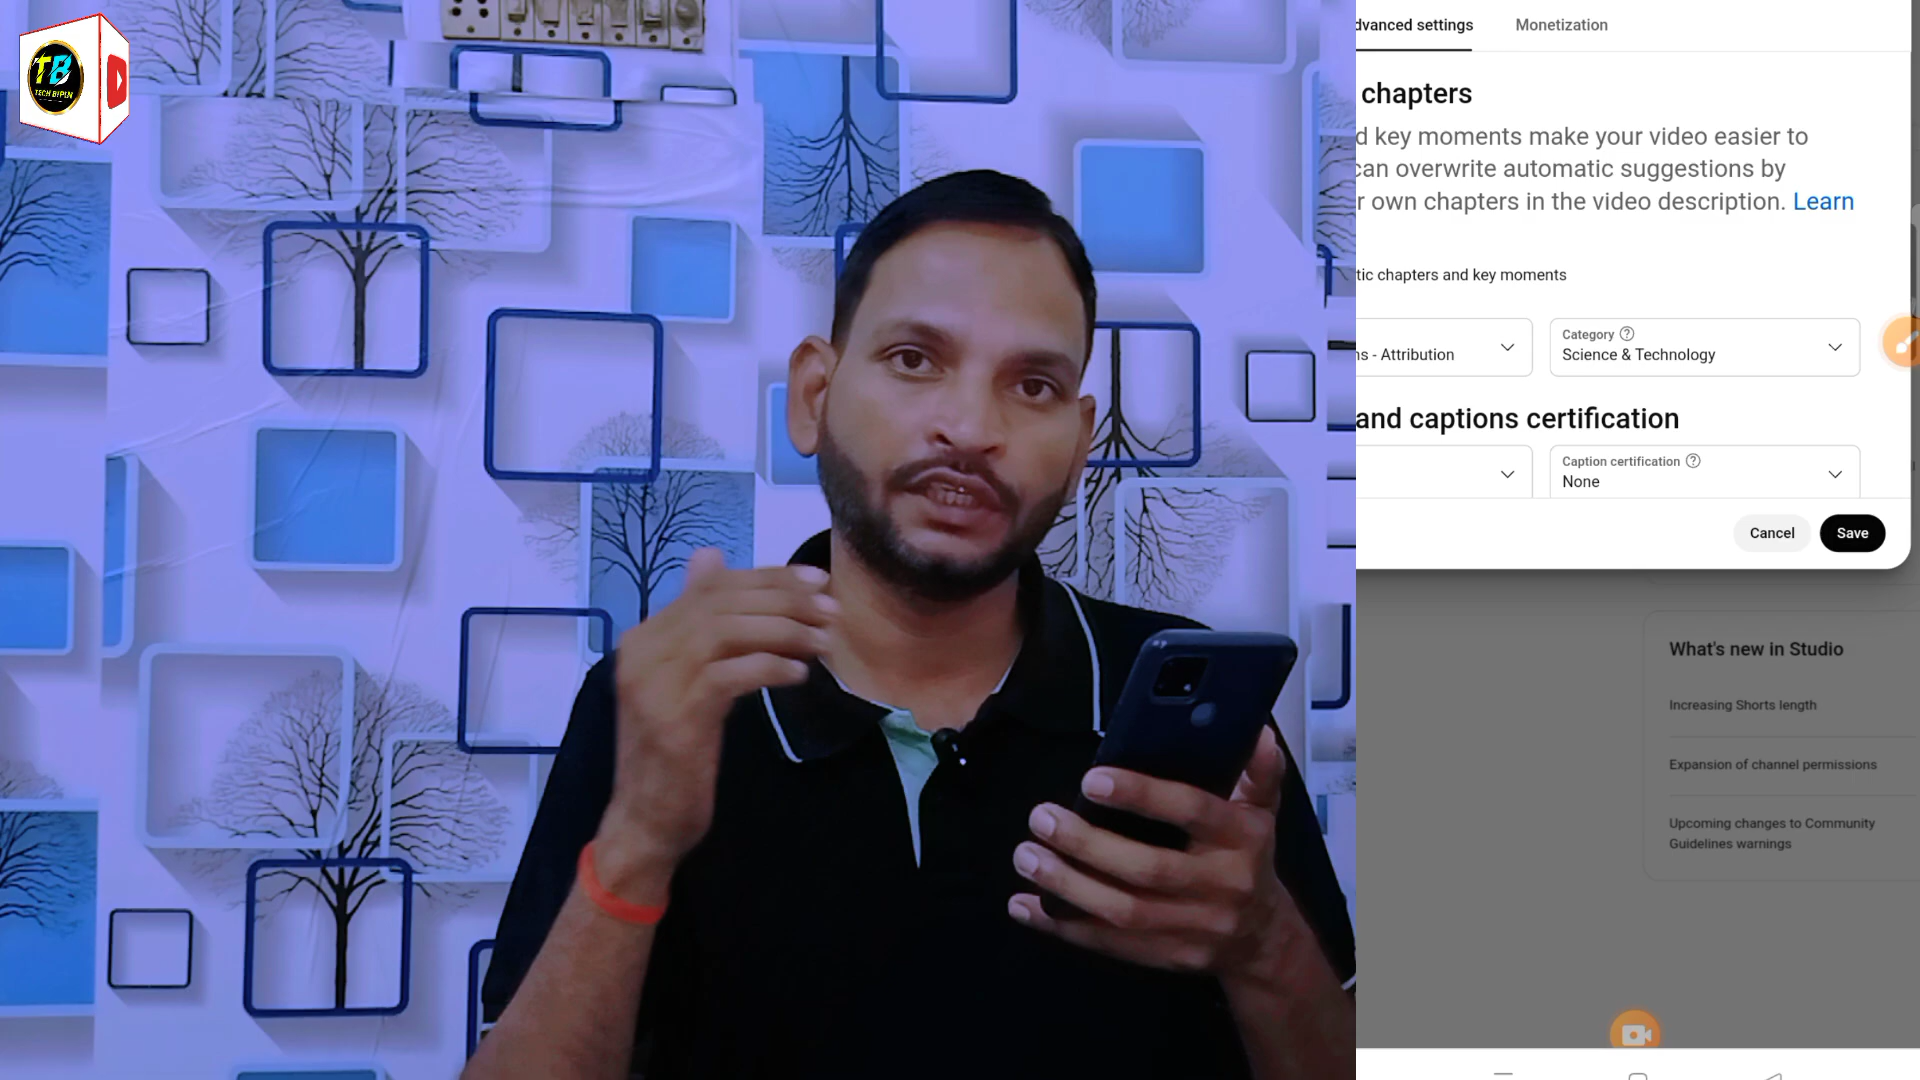 TB
TECH BIPIN
dvanced settings
Monetization
chapters
d key moments make your video easier to
can overwrite automatic suggestions by
r own chapters in the video description. Learn
tic chapters and key moments
ns - Attribution
Category
Science & Technology
and captions certification
Caption certification
None
Cancel
Save
What's new in Studio
Increasing Shorts length
Expansion of channel permissions
Upcoming changes to Community
Guidelines warnings